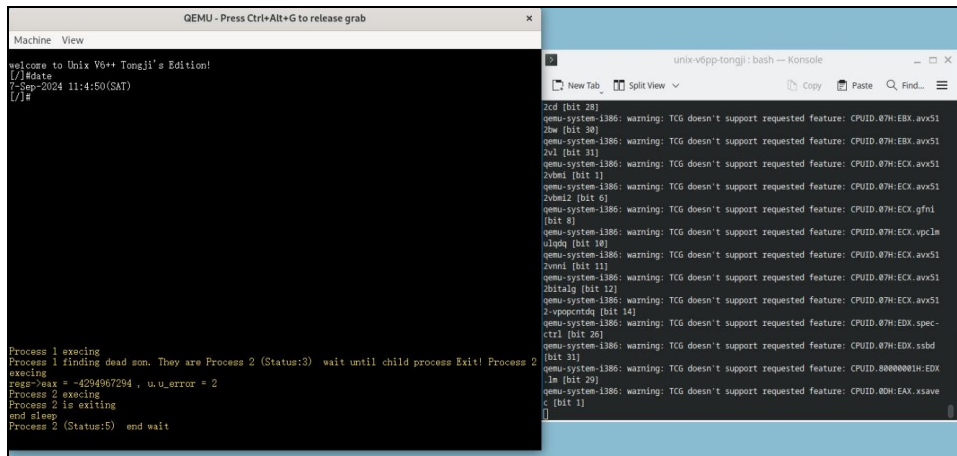 QEMU - Press Ctrl+Alt+G to release grab
Machine View
welcome to Unix V6++ Tongji's Edition!
[/]#date
7-Sep-2024 11:4:50(SAT)
[/]#
Process 1 execing
Process 1 finding dead son. They are Process 2 (Status:3) wait until child process Exit! Process 2
execing
regs->eax = -4294967294 , u.u_error = 2
Process 2 execing
Process 2 is exiting
end sleep
Process 2 (Status:5) end wait
unix-v6pp-tongji : bash — Konsole
New Tab Split View Copy Paste Find...
2cd [bit 28]
qemu-system-i386: warning: TCG doesn't support requested feature: CPUID.07H:EBX.avx51
2bw [bit 30]
qemu-system-i386: warning: TCG doesn't support requested feature: CPUID.07H:EBX.avx51
2vl [bit 31]
qemu-system-i386: warning: TCG doesn't support requested feature: CPUID.07H:ECX.avx51
2vbmi [bit 1]
qemu-system-i386: warning: TCG doesn't support requested feature: CPUID.07H:ECX.avx51
2vbmi2 [bit 6]
qemu-system-i386: warning: TCG doesn't support requested feature: CPUID.07H:ECX.gfni
[bit 8]
qemu-system-i386: warning: TCG doesn't support requested feature: CPUID.07H:ECX.vpclm
ulqdq [bit 10]
qemu-system-i386: warning: TCG doesn't support requested feature: CPUID.07H:ECX.avx51
2vnni [bit 11]
qemu-system-i386: warning: TCG doesn't support requested feature: CPUID.07H:ECX.avx51
2bitalg [bit 12]
qemu-system-i386: warning: TCG doesn't support requested feature: CPUID.07H:ECX.avx51
2-vpopcntdq [bit 14]
qemu-system-i386: warning: TCG doesn't support requested feature: CPUID.07H:EDX.spec-
ctrl [bit 26]
qemu-system-i386: warning: TCG doesn't support requested feature: CPUID.07H:EDX.ssbd
[bit 31]
qemu-system-i386: warning: TCG doesn't support requested feature: CPUID.80000001H:EDX
.lm [bit 29]
qemu-system-i386: warning: TCG doesn't support requested feature: CPUID.0DH:EAX.xsave
c [bit 1]